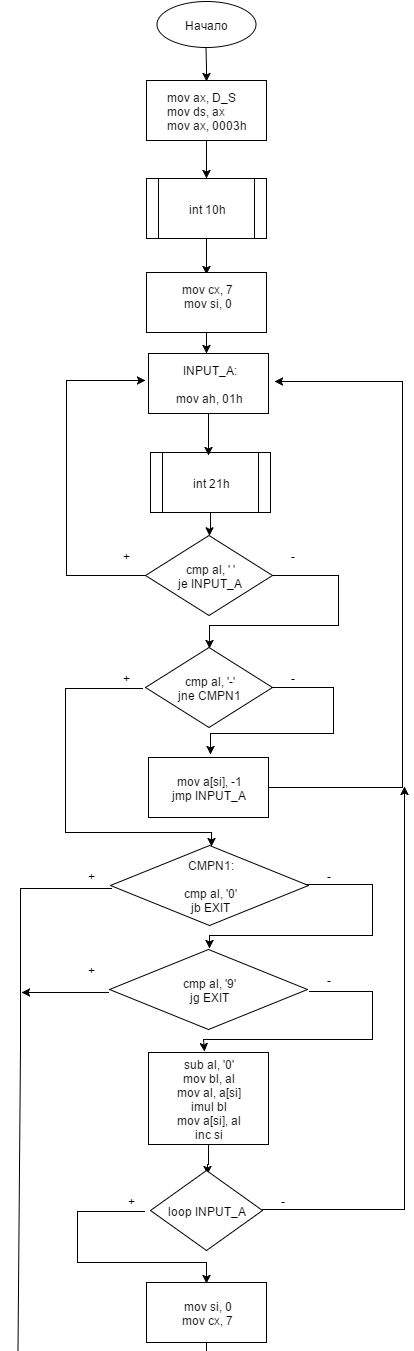 Начало
mov ax, D_S
mov ds, ax
mov ax, 0003h
int 10h
mov cx, 7
mov si, 0
INPUT_A:
mov ah, 01h
int 21h
+
-
cmp al, ' '
je INPUT_A
+
-
cmp al, '-'
jne CMPN1
mov a[si], -1
jmp INPUT_A
+
-
CMPN1:
cmp al, '0'
jb EXIT
+
-
cmp al, '9'
jg EXIT
sub al, '0'
mov bl, al
mov al, a[si]
imul bl
mov a[si], al
inc si
+
-
loop INPUT_A
mov si, 0
mov cx, 7